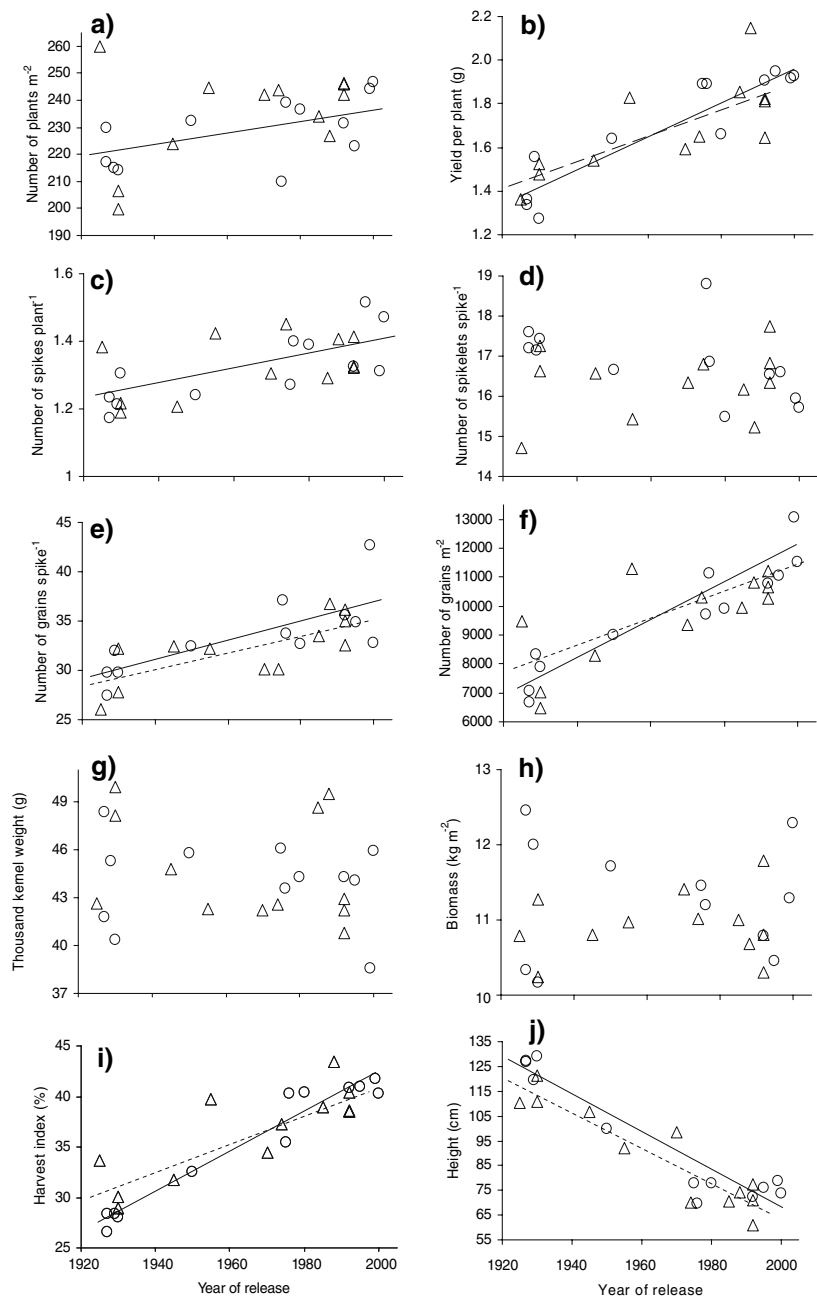 a)
Number of plants m-2
260
250
240
230
220
210
200
190
b)
Yield per plant (g)
2.2
2.0
1.8
1.6
1.4
1.2
c)
Number of spikes plant-1
1.6
1.4
1.2
1
d)
Number of spikelets spike-1
19
18
17
16
15
14
e)
Number of grains spike-1
45
40
35
30
25
f)
Number of grains m-2
13000
12000
11000
10000
9000
8000
7000
6000
g)
Thousand kernel weight (g)
49
46
43
40
37
h)
Biomass (kg m-2)
13
12
11
10
i)
Harvest index (%)
45
40
35
30
25
1920 1940 1960 1980 2000
Year of release
j)
Height (cm)
135
125
115
105
95
85
75
65
55
1920 1940 1960 1980 2000
Year of release